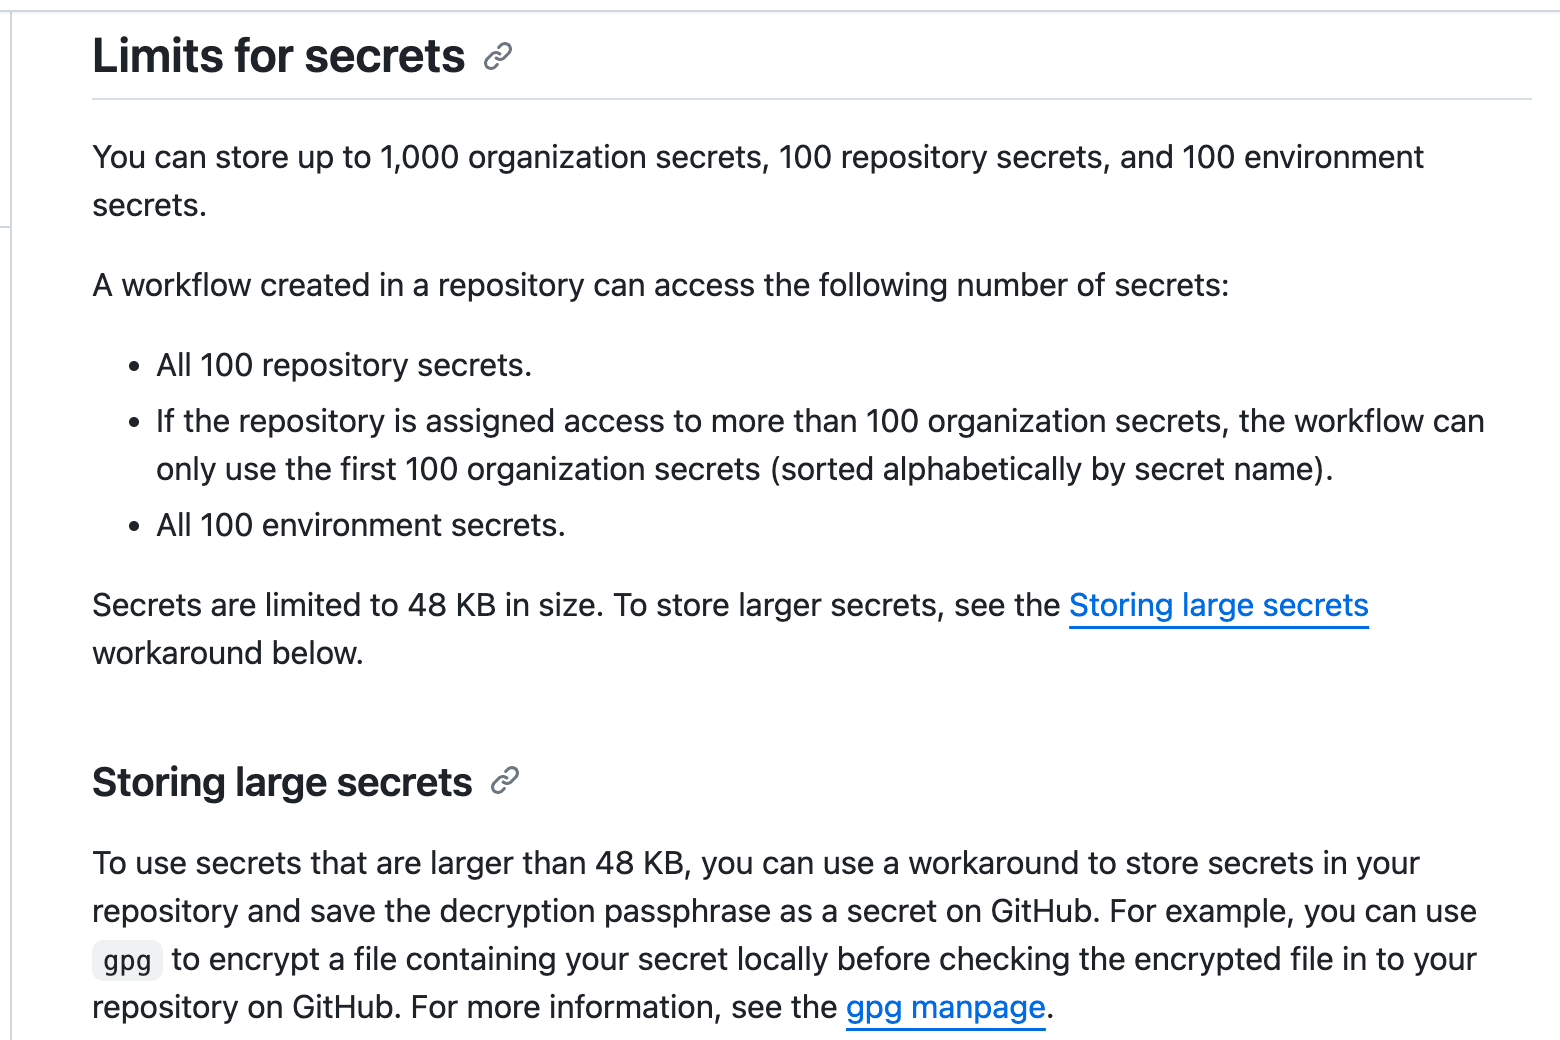 Limits for secrets
You can store up to 1,000 organization secrets, 100 repository secrets, and 100 environment
secrets.
A workflow created in a repository can access the following number of secrets:
• All 100 repository secrets.
• If the repository is assigned access to more than 100 organization secrets, the workflow can
only use the first 100 organization secrets (sorted alphabetically by secret name).
• All 100 environment secrets.
Secrets are limited to 48 KB in size. To store larger secrets, see the Storing large secrets
workaround below.
Storing large secrets
To use secrets that are larger than 48 KB, you can use a workaround to store secrets in your
repository and save the decryption passphrase as a secret on GitHub. For example, you can use
gpg to encrypt a file containing your secret locally before checking the encrypted file in to your
repository on GitHub. For more information, see the gpg manpage.